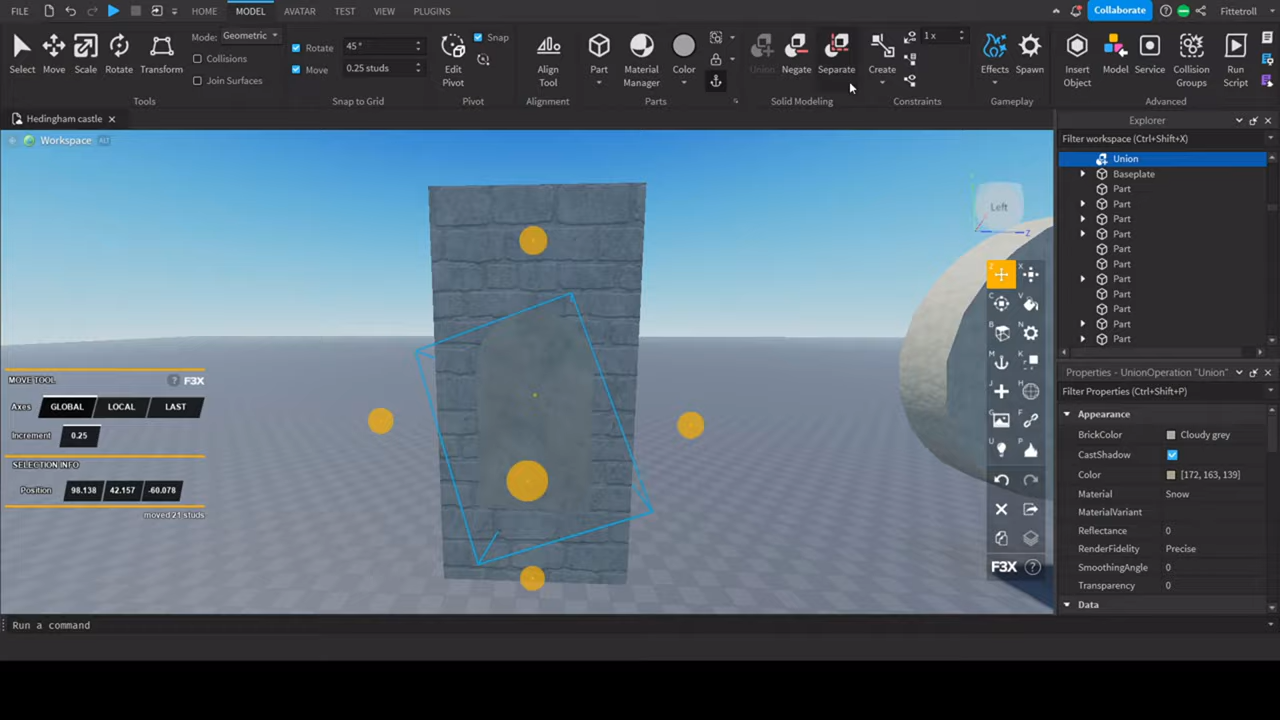 FILE HOME MODEL AVATAR TEST VIEW PLUGINS Collaborate Fittetroll
Select Move Scale Rotate Transform
Mode: Geometric
Collisions
Join Surfaces
Tools
Rotate 45°
Move 0.25 studs
Snap to Grid
Edit Pivot
Snap
Pivot
Align Tool
Alignment
Part Material Manager Color
Parts
Union Negate Separate
Solid Modeling
Create 1 x
Constraints
Effects Spawn
Gameplay
Insert Object Model Service Collision Groups Run Script
Advanced
Hedingham castle
Workspace ALT
Left
Z
MOVE TOOL ? F3X
Axes GLOBAL LOCAL LAST
Increment 0.25
SELECTION INFO
Position 98.138 42.157 -60.078
moved 21 studs
Z X
C V
B N
M K
J H
G F
U P
F3X ?
Explorer
Filter workspace (Ctrl+Shift+X)
Union
Baseplate
Part
Part
Part
Part
Part
Part
Part
Part
Part
Part
Part
Properties - UnionOperation "Union"
Filter Properties (Ctrl+Shift+P)
Appearance
BrickColor Cloudy grey
CastShadow
Color [172, 163, 139]
Material Snow
MaterialVariant
Reflectance 0
RenderFidelity Precise
SmoothingAngle 0
Transparency 0
Data
Run a command